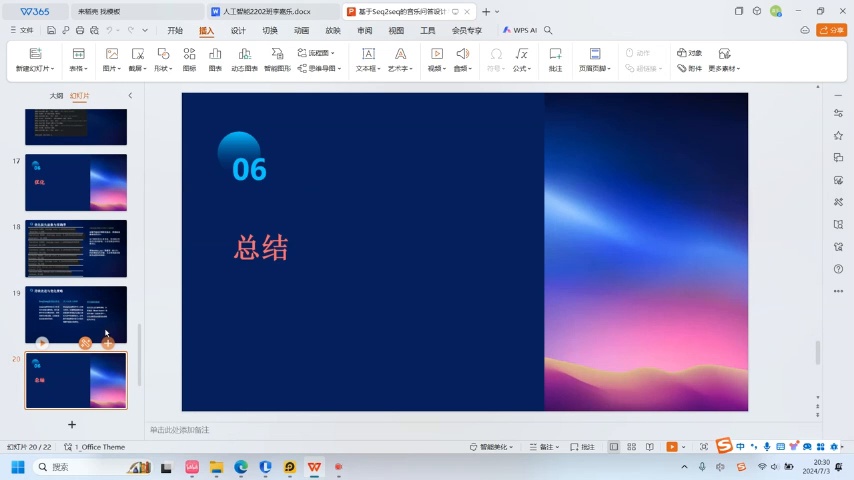 W365
来稿亮 找模板
人工智能2202班李嘉乐.docx
基于Seq2seq的音乐问答设计
文件
开始
插入
设计
切换
动画
放映
审阅
视图
工具
会员专享
WPS AI
分享
新建幻灯片
表格
图片
截屏
形状
图标
图表
动态图表
智能图形
流程图
思维导图
文本框
艺术字
视频
音频
符号
公式
批注
页眉页脚
动作
超链接
对象
附件
更多素材
大纲
幻灯片
17
18
19
20
06
总结
单击此处添加备注
幻灯片 20 / 22
1_Office Theme
智能美化
备注
批注
搜索
中
20:30
2024/7/3